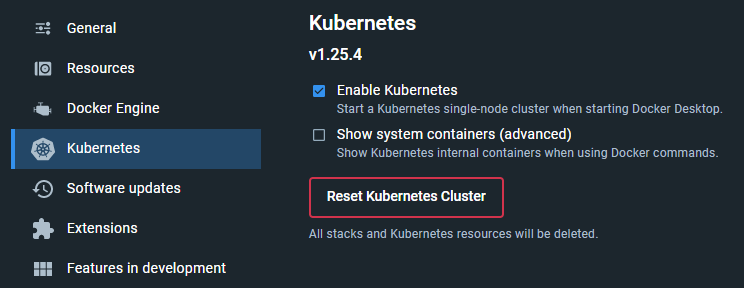 General
Resources
Docker Engine
Kubernetes
Software updates
Extensions
Features in development
Kubernetes
v1.25.4
Enable Kubernetes
Start a Kubernetes single-node cluster when starting Docker Desktop.
Show system containers (advanced)
Show Kubernetes internal containers when using Docker commands.
Reset Kubernetes Cluster
All stacks and Kubernetes resources will be deleted.